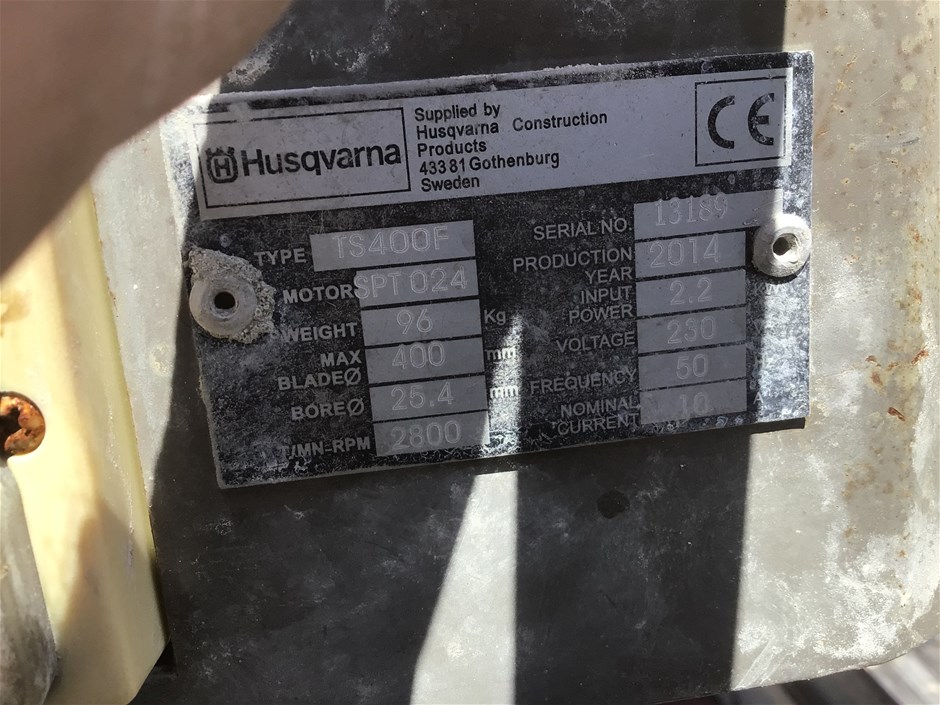 Husqvarna
Supplied by
Husqvarna Construction
Products
433 81 Gothenburg
Sweden
CE
TYPE TS400F
MOTOR SPT 024
WEIGHT 96 Kg
MAX
BLADEØ 400 mm
BOREØ 25.4 mm
T/MN-RPM 2800
SERIAL NO. 13189
PRODUCTION
YEAR 2014
INPUT
POWER 2.2 KW
VOLTAGE 230 V
FREQUENCY 50
NOMINAL
CURRENT 10 A